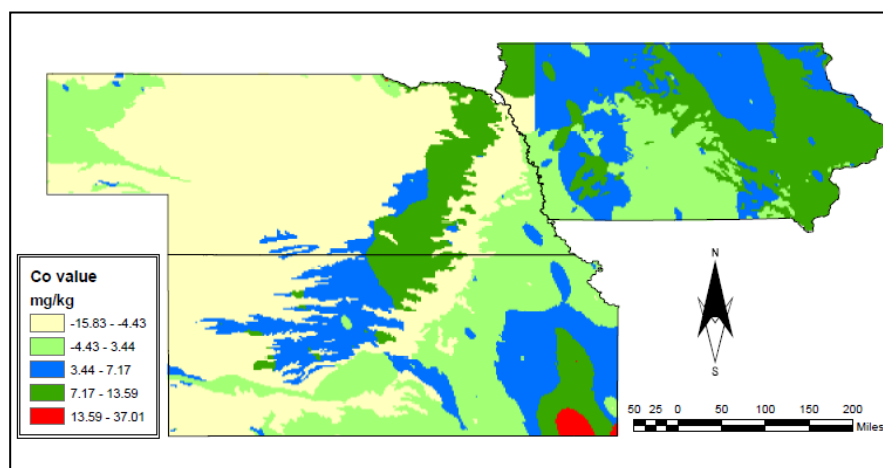 Co value
mg/kg
-15.83 - -4.43
-4.43 - 3.44
3.44 - 7.17
7.17 - 13.59
13.59 - 37.01
N
S
50 25 0 50 100 150 200
Miles